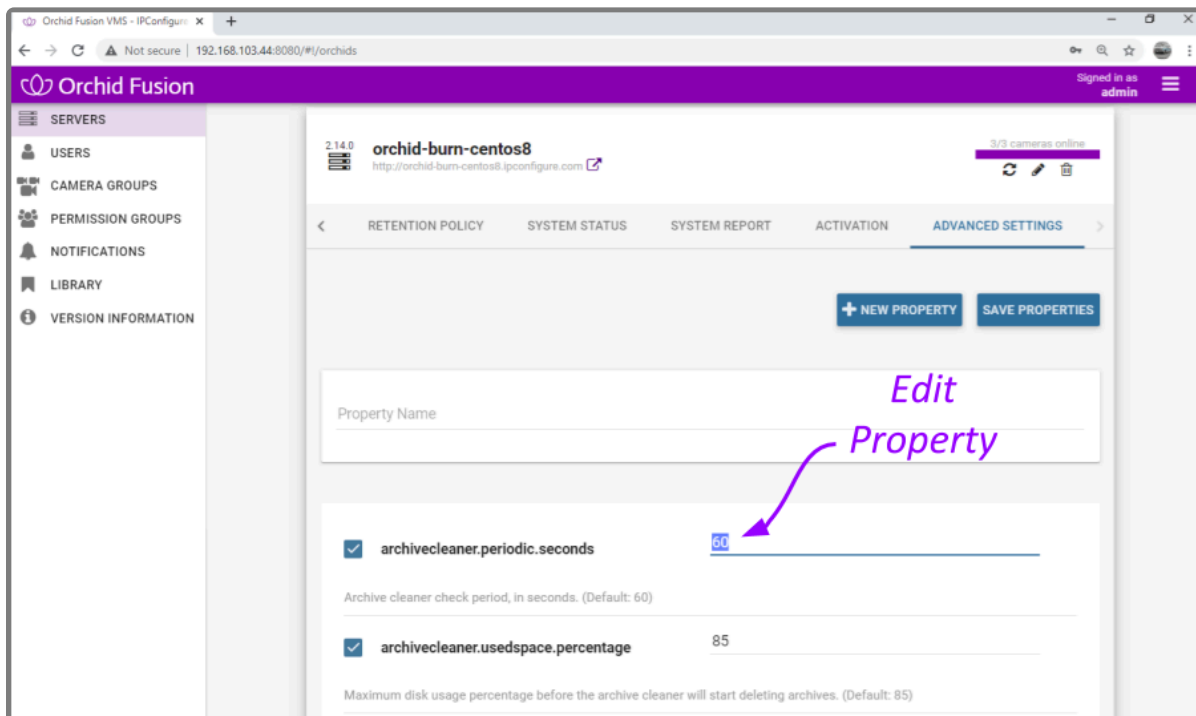 Orchid Fusion VMS - IPConfigure
Not secure | 192.168.103.44:8080/#!/orchids
Orchid Fusion
Signed in as
admin
SERVERS
USERS
CAMERA GROUPS
PERMISSION GROUPS
NOTIFICATIONS
LIBRARY
VERSION INFORMATION
2.14.0
orchid-burn-centos8
http://orchid-burn-centos8.ipconfigure.com
3/3 cameras online
RETENTION POLICY SYSTEM STATUS SYSTEM REPORT ACTIVATION ADVANCED SETTINGS
NEW PROPERTY SAVE PROPERTIES
Edit
Property
Property Name
archivecleaner.periodic.seconds 60
Archive cleaner check period, in seconds. (Default: 60)
archivecleaner.usedspace.percentage 85
Maximum disk usage percentage before the archive cleaner will start deleting archives. (Default: 85)